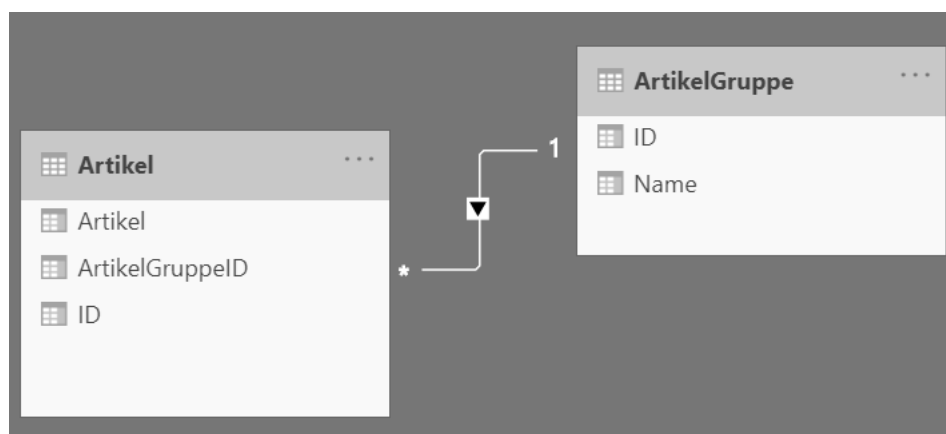 Artikel
Artikel
ArtikelGruppeID
ID
*
1
ArtikelGruppe
ID
Name